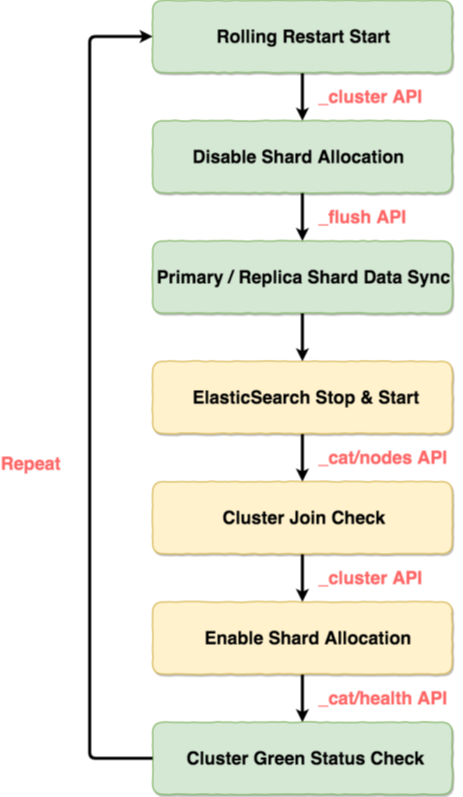 Rolling Restart Start
_cluster API
Disable Shard Allocation
_flush API
Primary / Replica Shard Data Sync
ElasticSearch Stop & Start
Repeat
_cat/nodes API
Cluster Join Check
_cluster API
Enable Shard Allocation
_cat/health API
Cluster Green Status Check